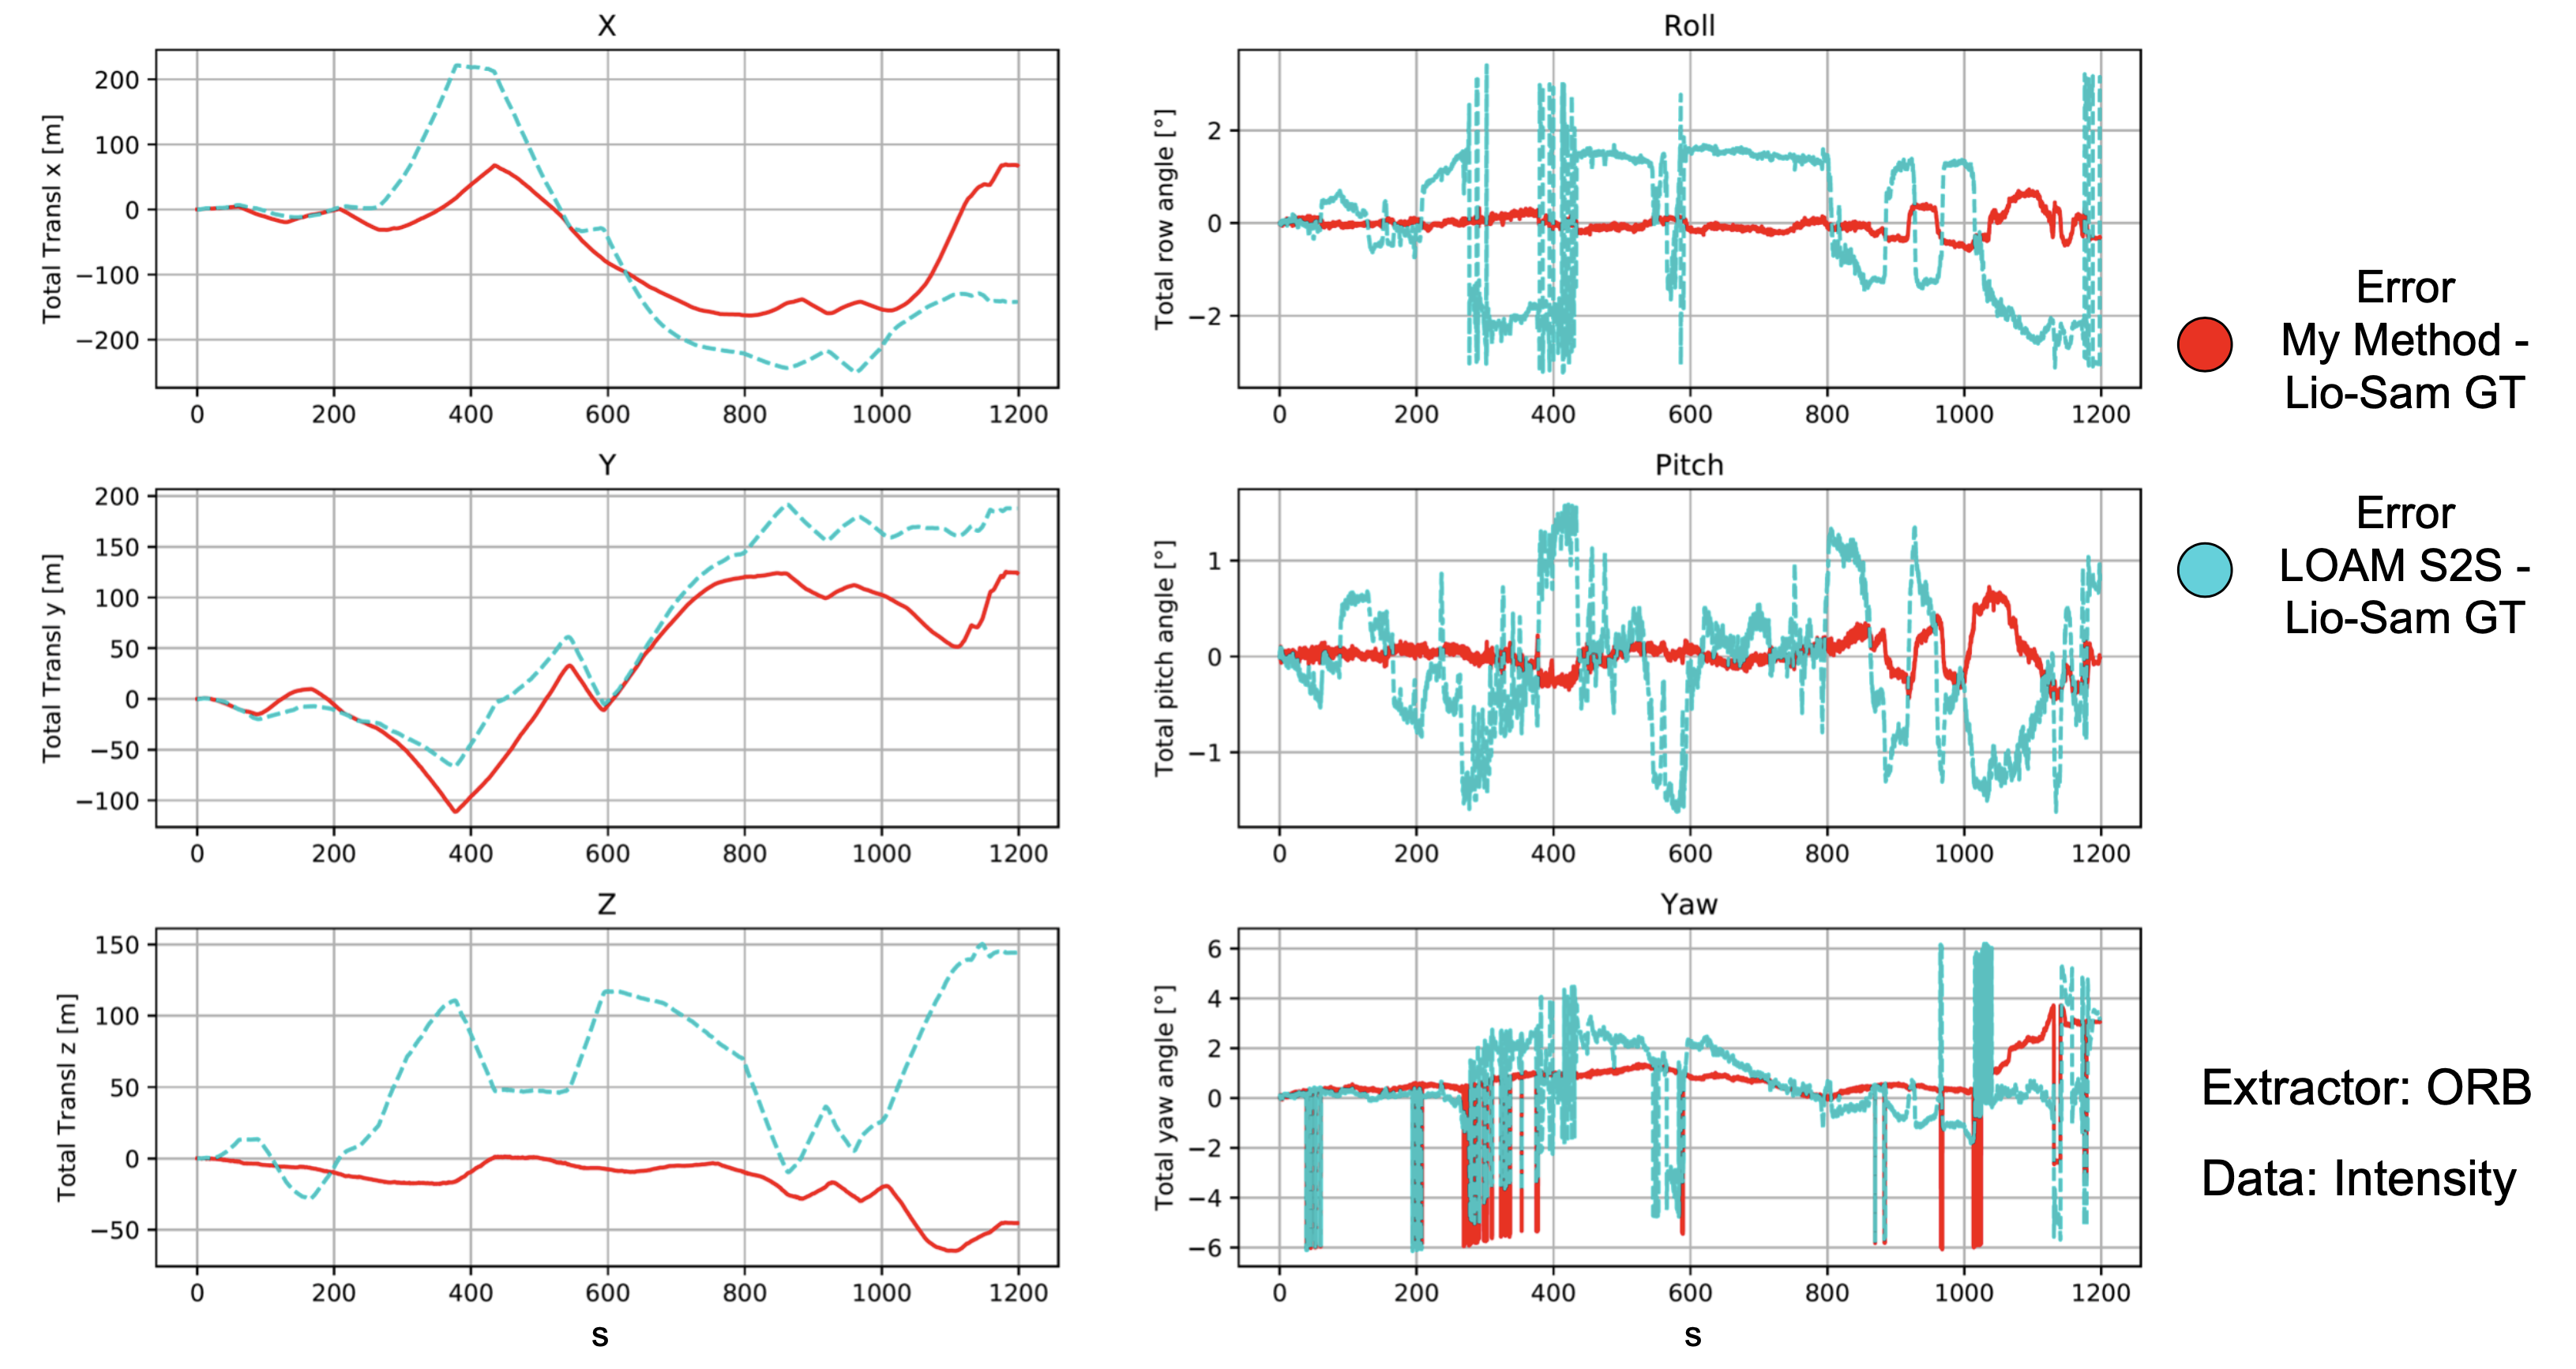 X
Total Transl x [m]
200
100
0
−100
−200
0 200 400 600 800 1000 1200
Y
Total Transl y [m]
200
150
100
50
0
−50
−100
0 200 400 600 800 1000 1200
Z
Total Transl z [m]
150
100
50
0
−50
0 200 400 600 800 1000 1200
s
Roll
Total row angle [°]
2
0
−2
0 200 400 600 800 1000 1200
Pitch
Total pitch angle [°]
1
0
−1
0 200 400 600 800 1000 1200
Yaw
Total yaw angle [°]
6
4
2
0
−2
−4
−6
0 200 400 600 800 1000 1200
s
Error
My Method -
Lio-Sam GT
Error
LOAM S2S -
Lio-Sam GT
Extractor: ORB
Data: Intensity